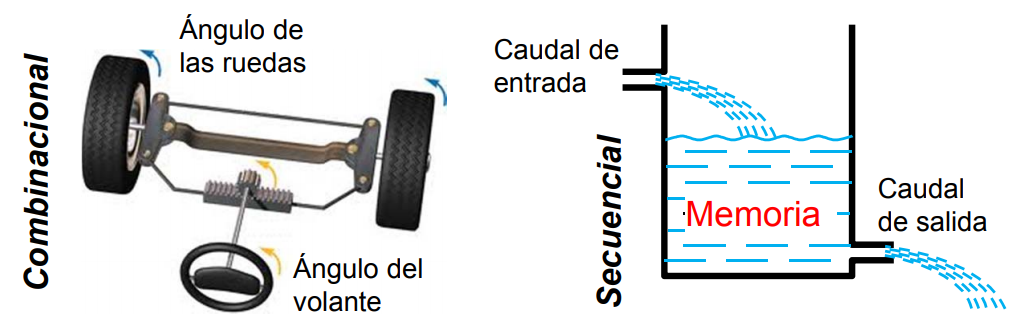 Combinacional
Ángulo de
las ruedas
Ángulo del
volante
Secuencial
Caudal de
entrada
Memoria
Caudal
de salida